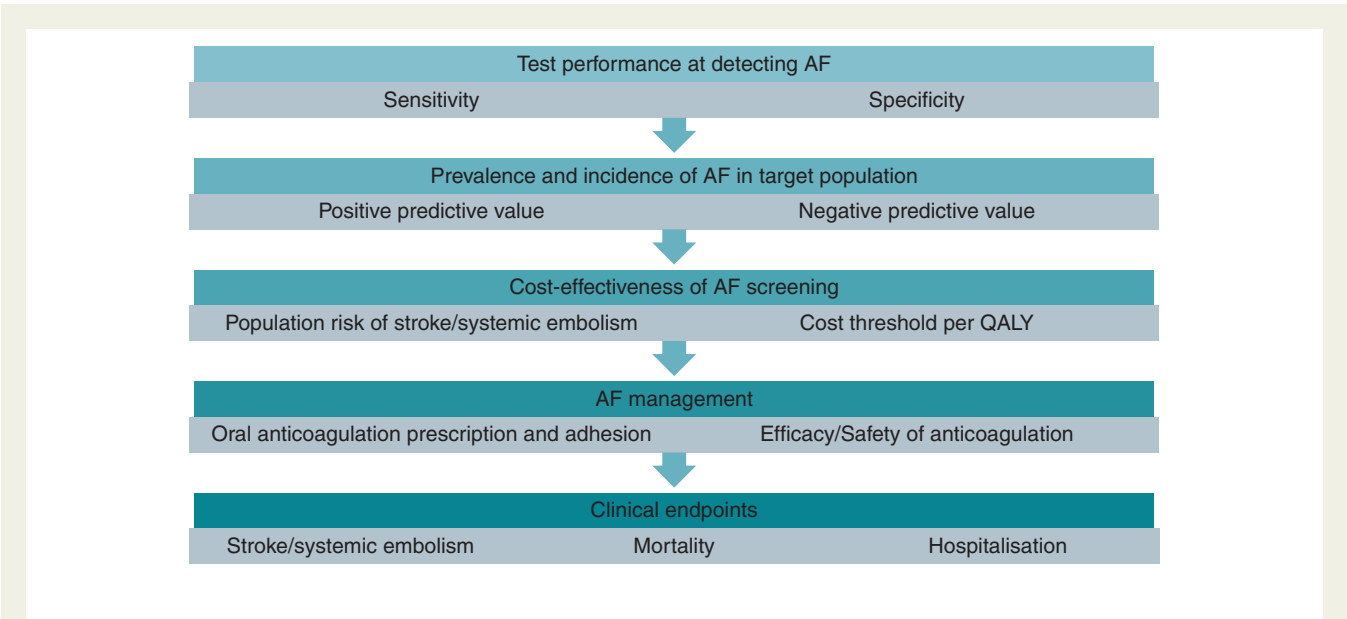 Test performance at detecting AF
Sensitivity Specificity
Prevalence and incidence of AF in target population
Positive predictive value Negative predictive value
Cost-effectiveness of AF screening
Population risk of stroke/systemic embolism Cost threshold per QALY
AF management
Oral anticoagulation prescription and adhesion Efficacy/Safety of anticoagulation
Clinical endpoints
Stroke/systemic embolism Mortality Hospitalisation